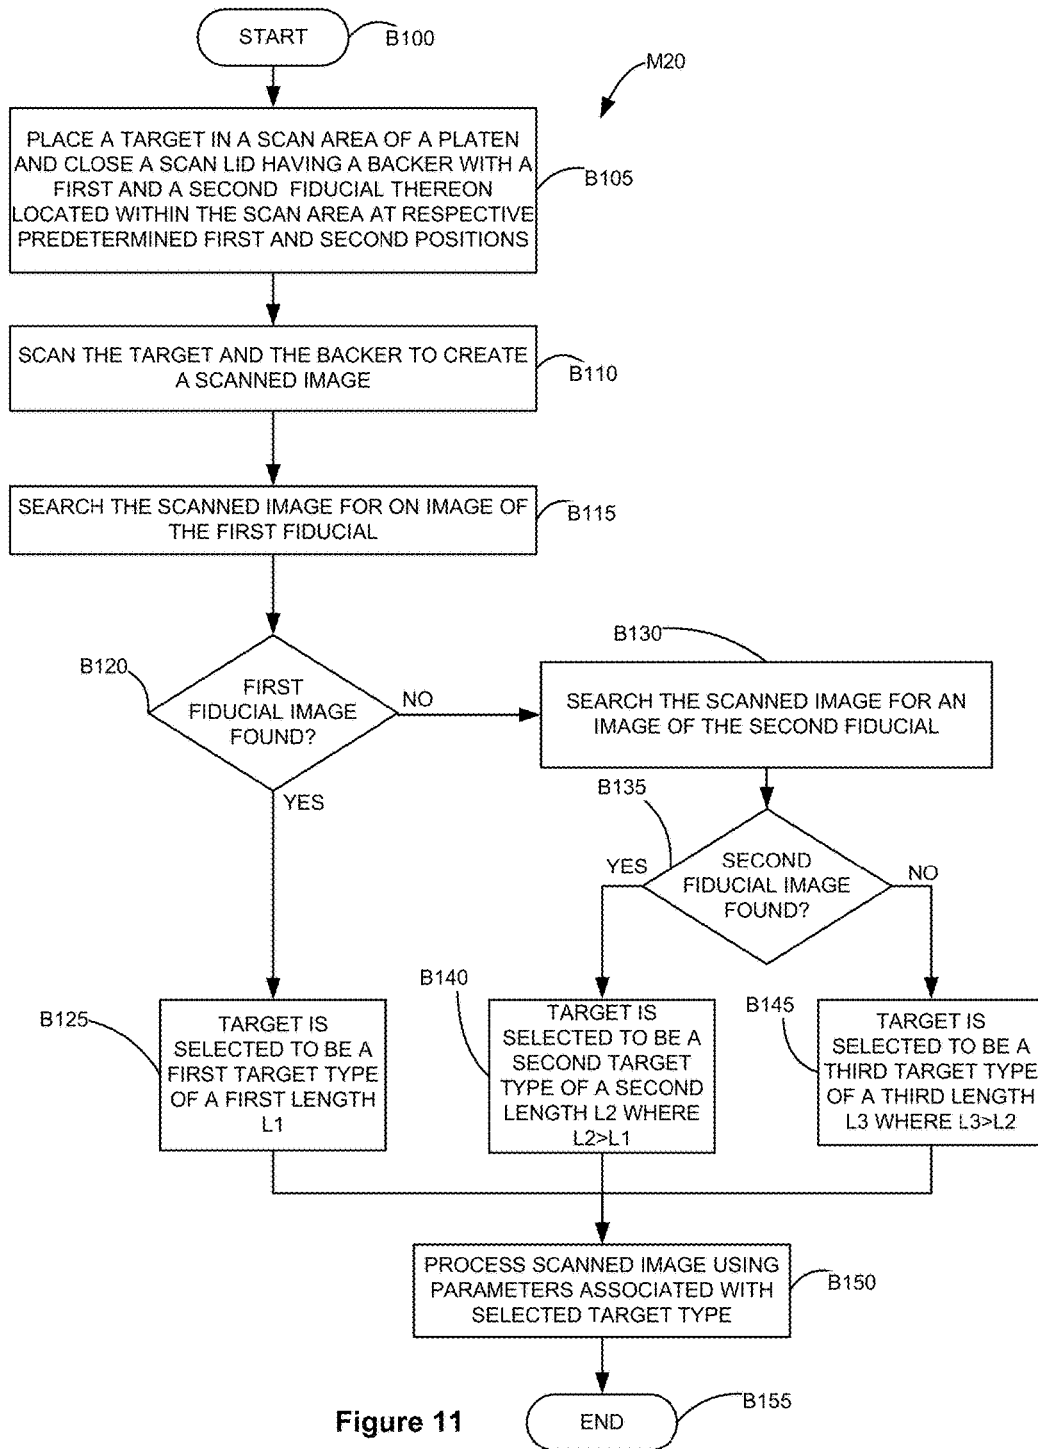 START
B100
M20
PLACE A TARGET IN A SCAN AREA OF A PLATEN
AND CLOSE A SCAN LID HAVING A BACKER WITH A
FIRST AND A SECOND FIDUCIAL THEREON
LOCATED WITHIN THE SCAN AREA AT RESPECTIVE
PREDETERMINED FIRST AND SECOND POSITIONS
B105
SCAN THE TARGET AND THE BACKER TO CREATE
A SCANNED IMAGE
B110
SEARCH THE SCANNED IMAGE FOR ON IMAGE OF
THE FIRST FIDUCIAL
B115
B120
FIRST
FIDUCIAL IMAGE
FOUND?
NO
YES
B130
SEARCH THE SCANNED IMAGE FOR AN
IMAGE OF THE SECOND FIDUCIAL
B135
SECOND
FIDUCIAL IMAGE
FOUND?
YES
NO
B125
TARGET IS
SELECTED TO BE A
FIRST TARGET TYPE
OF A FIRST LENGTH
L1
B140
TARGET IS
SELECTED TO BE A
SECOND TARGET
TYPE OF A SECOND
LENGTH L2 WHERE
L2>L1
B145
TARGET IS
SELECTED TO BE A
THIRD TARGET TYPE
OF A THIRD LENGTH
L3 WHERE L3>L2
PROCESS SCANNED IMAGE USING
PARAMETERS ASSOCIATED WITH
SELECTED TARGET TYPE
B150
END
B155
Figure 11